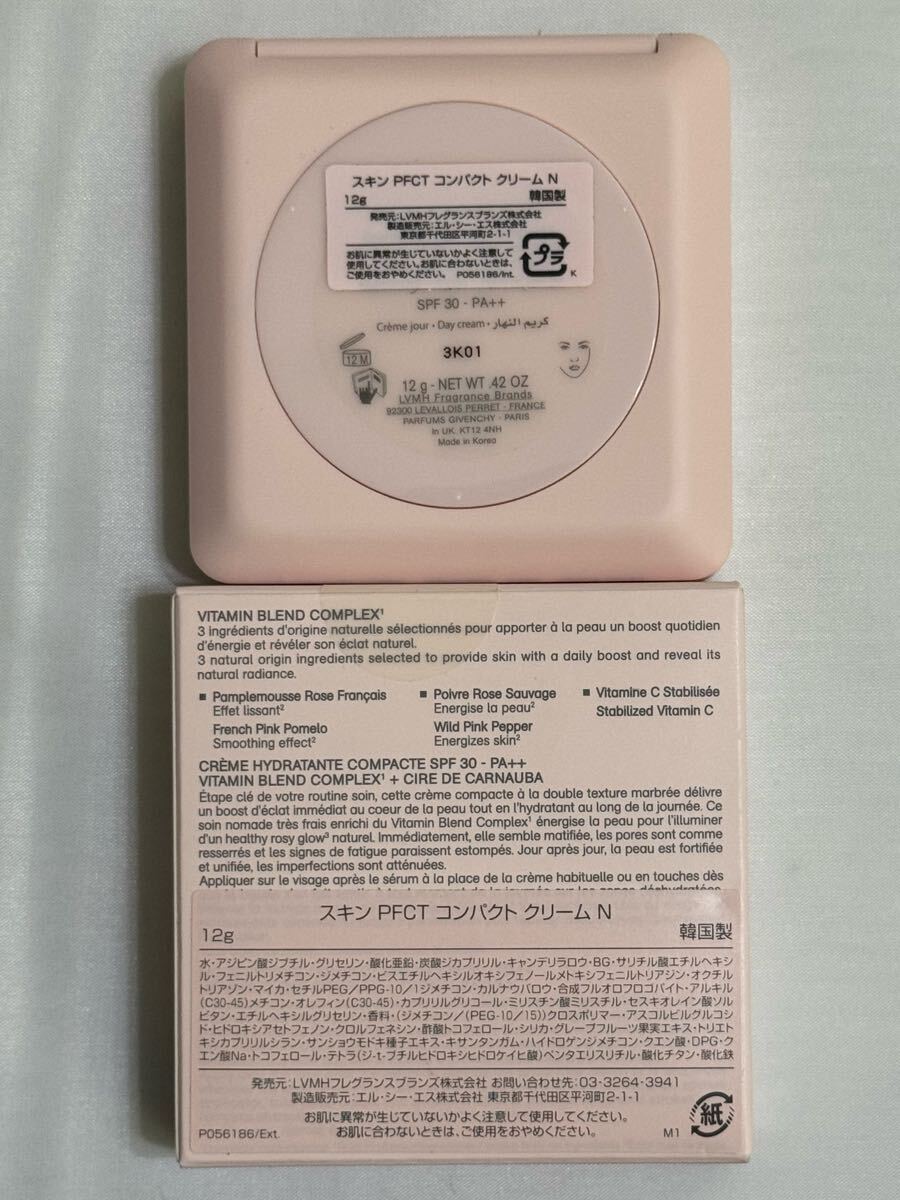 スキン PFCT コンパクト クリーム N
12g 韓国製
発売元:LVMHフレグランスブランズ株式会社
製造販売元:エル・シー・エス株式会社
東京都千代田区平河町2-1-1
お肌に異常が生じていないかよく注意して
使用してください。お肌に合わないときは、
ご使用をおやめください。 P056186/Int.
プラ
K
SPF 30 - PA++
Crème jour • Day cream • كريم النهار
12 M
3K01
12 g - NET WT .42 OZ
LVMH Fragrance Brands
92300 LEVALLOIS PERRET - FRANCE
PARFUMS GIVENCHY - PARIS
In UK. KT12 4NH
Made in Korea
VITAMIN BLEND COMPLEX¹
3 ingrédients d'origine naturelle sélectionnés pour apporter à la peau un boost quotidien
d'énergie et révéler son éclat naturel.
3 natural origin ingredients selected to provide skin with a daily boost and reveal its
natural radiance.
■ Pamplemousse Rose Français
Effet lissant²
French Pink Pomelo
Smoothing effect²
■ Poivre Rose Sauvage
Energise la peau²
Wild Pink Pepper
Energizes skin²
■ Vitamine C Stabilisée
Stabilized Vitamin C
CRÈME HYDRATANTE COMPACTE SPF 30 - PA++
VITAMIN BLEND COMPLEX¹ + CIRE DE CARNAUBA
Étape clé de votre routine soin, cette crème compacte à la double texture marbrée délivre
un boost d'éclat immédiat au coeur de la peau tout en l'hydratant au long de la journée. Ce
soin nomade très frais enrichi du Vitamin Blend Complex¹ énergise la peau pour l'illuminer
d'un healthy rosy glow³ naturel. Immédiatement, elle semble matifiée, les pores sont comme
resserrés et les signes de fatigue paraissent estompés. Jour après jour, la peau est fortifiée
et unifiée, les imperfections sont atténuées.
Appliquer sur le visage après le sérum à la place de la crème habituelle ou en touches dès
スキン PFCT コンパクト クリーム N
12g 韓国製
水・アジピン酸ジブチル・グリセリン・酸化亜鉛・炭酸ジカプリリル・キャンデリラロウ・BG・サリチル酸エチルヘキシ
ル・フェニルトリメチコン・ジメチコン・ビスエチルヘキシルオキシフェノールメトキシフェニルトリアジン・オクチル
トリアゾン・マイカ・セチルPEG/PPG-10/1ジメチコン・カルナウバロウ・合成フルオロフロゴパイト・アルキル
(C30-45)メチコン・オレフィン(C30-45)・カプリリルグリコール・ミリスチン酸ミリスチル・セスキオレイン酸ソル
ビタン・エチルヘキシルグリセリン・香料・(ジメチコン/(PEG-10/15))クロスポリマー・アスコルビルグルコシ
ド・ヒドロキシアセトフェノン・クロルフェネシン・酢酸トコフェロール・シリカ・グレープフルーツ果実エキス・トリエト
キシカプリリルシラン・サンショウモドキ種子エキス・キサンタンガム・ハイドロゲンジメチコン・クエン酸・DPG・ク
エン酸Na・トコフェロール・テトラ(ジ-t-ブチルヒドロキシヒドロケイヒ酸)ペンタエリスリチル・酸化チタン・酸化鉄
発売元:LVMHフレグランスブランズ株式会社 お問い合わせ先:03-3264-3941
製造販売元:エル・シー・エス株式会社 東京都千代田区平河町2-1-1
お肌に異常が生じていないかよく注意して使用してください。
お肌に合わないときは、ご使用をおやめください。
P056186/Ext.
M1
紙